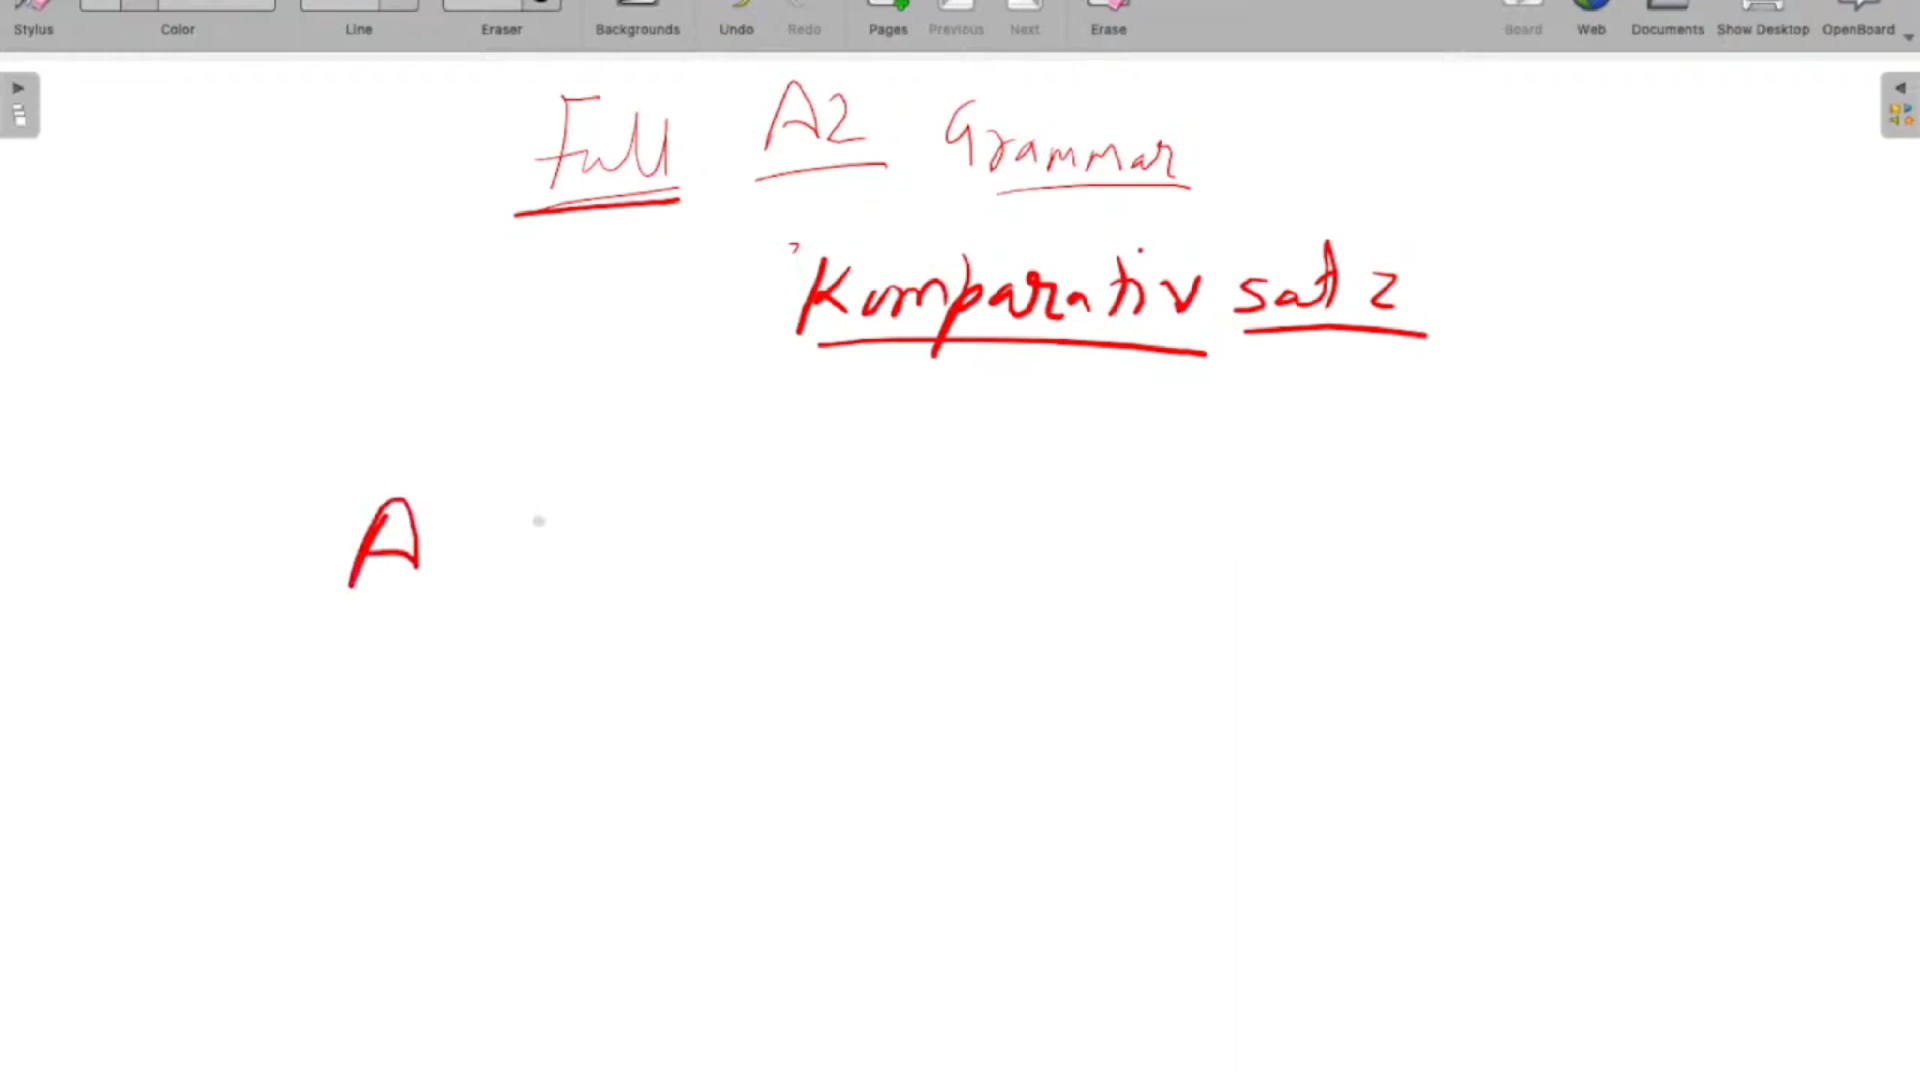 Stylus Color Line Eraser Backgrounds Undo Redo Pages Previous Next Erase Board Web Documents Show Desktop OpenBoard
Full A2 Grammar
Komparativ satz
A